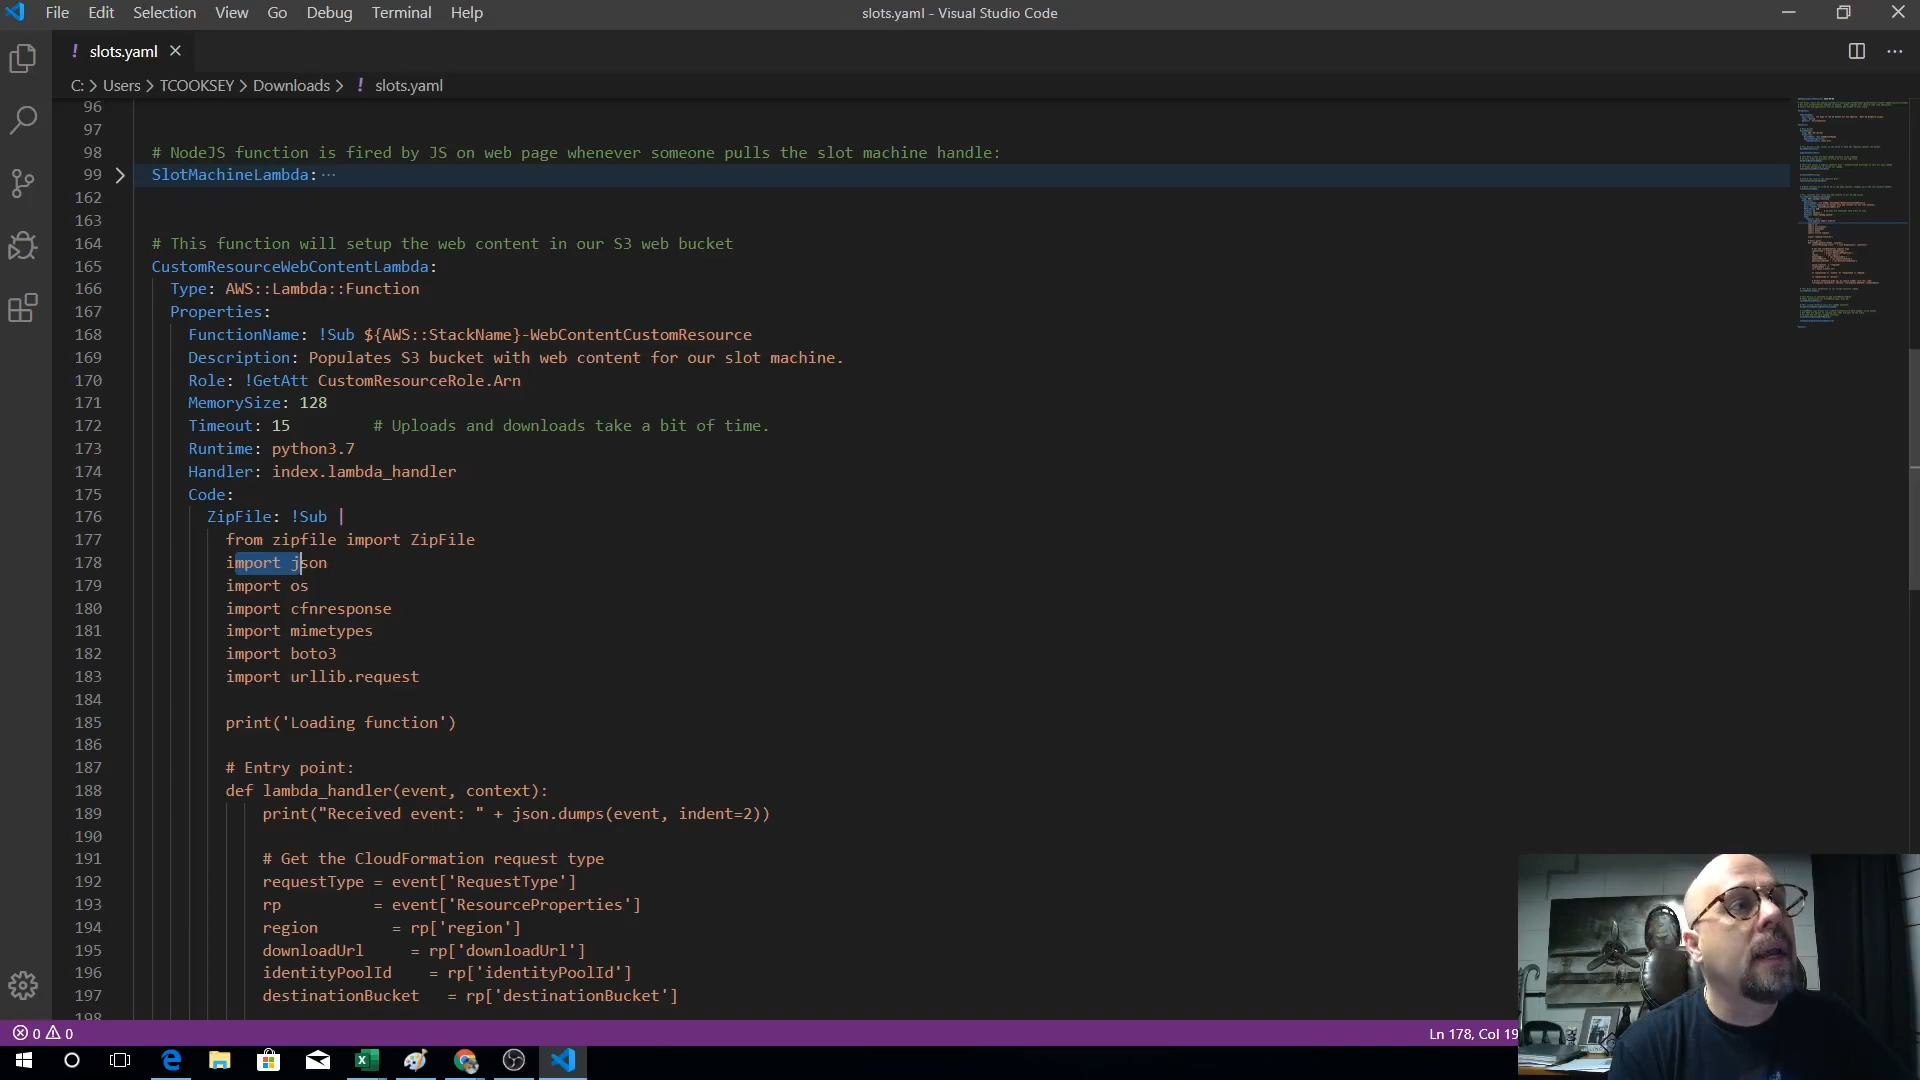 File Edit Selection View Go Debug Terminal Help
slots.yaml - Visual Studio Code
! slots.yaml
C: > Users > TCOOKSEY > Downloads > ! slots.yaml
96
97
98 # NodeJS function is fired by JS on web page whenever someone pulls the slot machine handle:
99 SlotMachineLambda: ···
162
163
164 # This function will setup the web content in our S3 web bucket
165 CustomResourceWebContentLambda:
166 Type: AWS::Lambda::Function
167 Properties:
168 FunctionName: !Sub ${AWS::StackName}-WebContentCustomResource
169 Description: Populates S3 bucket with web content for our slot machine.
170 Role: !GetAtt CustomResourceRole.Arn
171 MemorySize: 128
172 Timeout: 15 # Uploads and downloads take a bit of time.
173 Runtime: python3.7
174 Handler: index.lambda_handler
175 Code:
176 ZipFile: !Sub |
177 from zipfile import ZipFile
178 import json
179 import os
180 import cfnresponse
181 import mimetypes
182 import boto3
183 import urllib.request
184
185 print('Loading function')
186
187 # Entry point:
188 def lambda_handler(event, context):
189 print("Received event: " + json.dumps(event, indent=2))
190
191 # Get the CloudFormation request type
192 requestType = event['RequestType']
193 rp = event['ResourceProperties']
194 region = rp['region']
195 downloadUrl = rp['downloadUrl']
196 identityPoolId = rp['identityPoolId']
197 destinationBucket = rp['destinationBucket']
198
0 0
Ln 178, Col 19